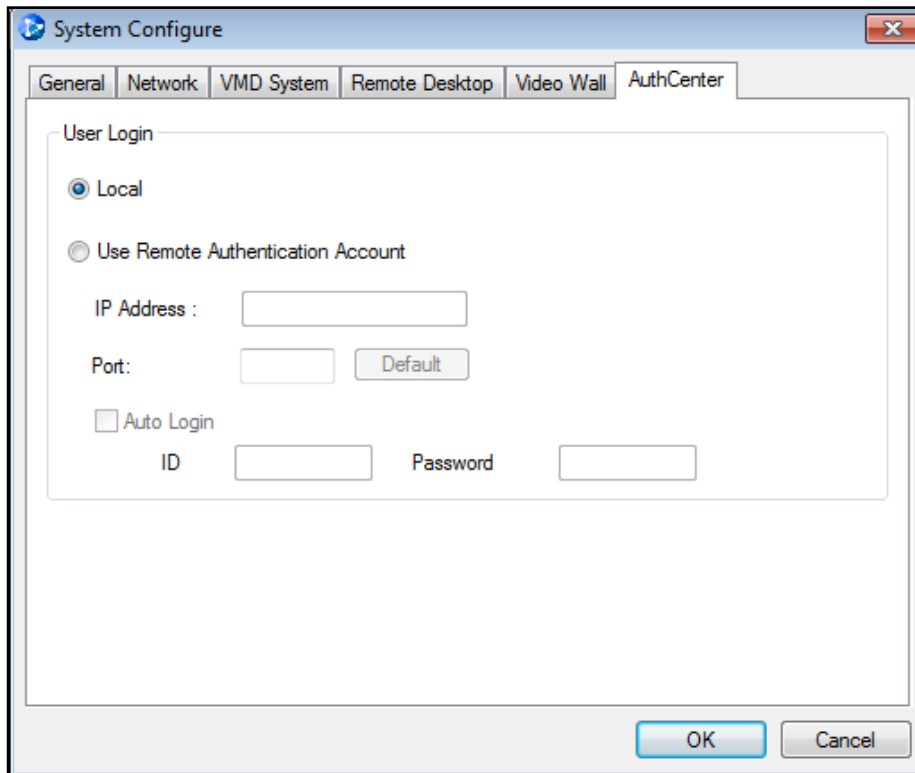 System Configure
General Network VMD System Remote Desktop Video Wall AuthCenter
User Login
Local
Use Remote Authentication Account
IP Address :
Port: Default
Auto Login
ID Password
OK Cancel